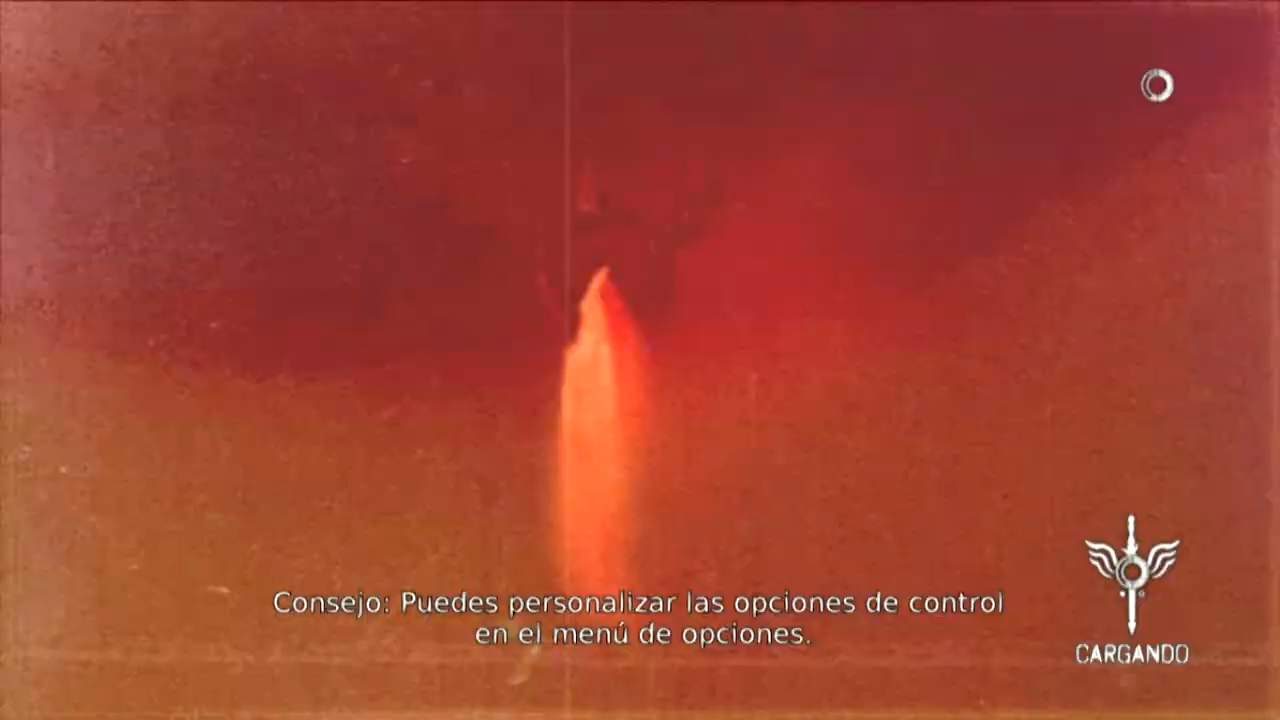 Consejo: Puedes personalizar las opciones de control
en el menú de opciones.
CARGANDO